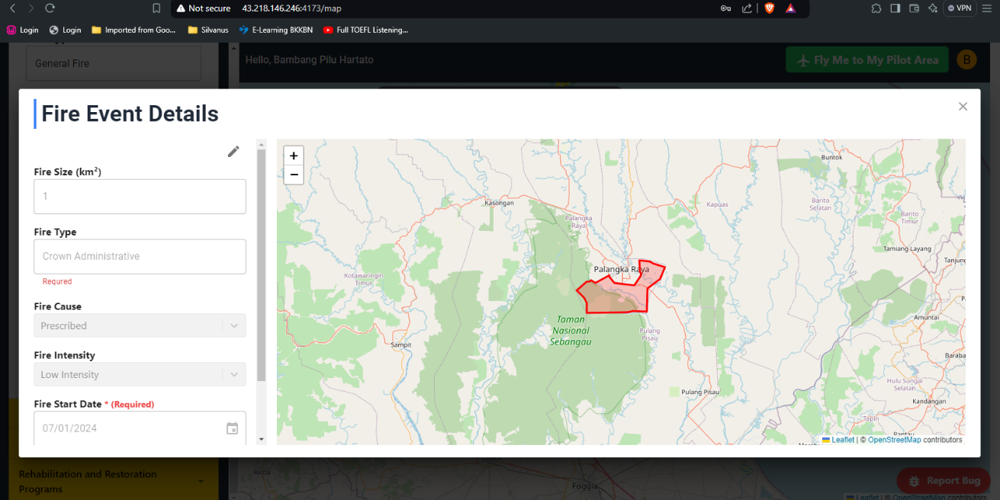 Not secure 43.218.146.246:4173/map
VPN
Login
Login
Imported from Goo...
Silvanus
E-Learning BKKBN
Full TOEFL Listening...
General Fire
Hello, Bambang Pilu Hartato
Fly Me to My Pilot Area
B
Fire Event Details
Fire Size (km²)
1
Fire Type
Crown Administrative
Required
Fire Cause
Prescribed
Fire Intensity
Low Intensity
Fire Start Date * (Required)
07/01/2024
+
−
Buntok
Kasongan
Kapuas
Barito
Selatan
Palangka
Raya
Barito
Timur
Tamiang Layang
Palangka Raya
Tanjung
Kotawaringin
Timur
Taman
Nasional
Sebangau
Amuntai
Pulang
Pisau
Sampit
Baraba
Hulu Sungai
Selatan
Pulang Pisau
Kandangan
Tapin
Rantau
Leaflet | © OpenStreetMap contributors
Rehabilitation and Restoration
Programs
Riccia
Foggia
Report Bug
Leaflet | © OpenStreetMap contributors